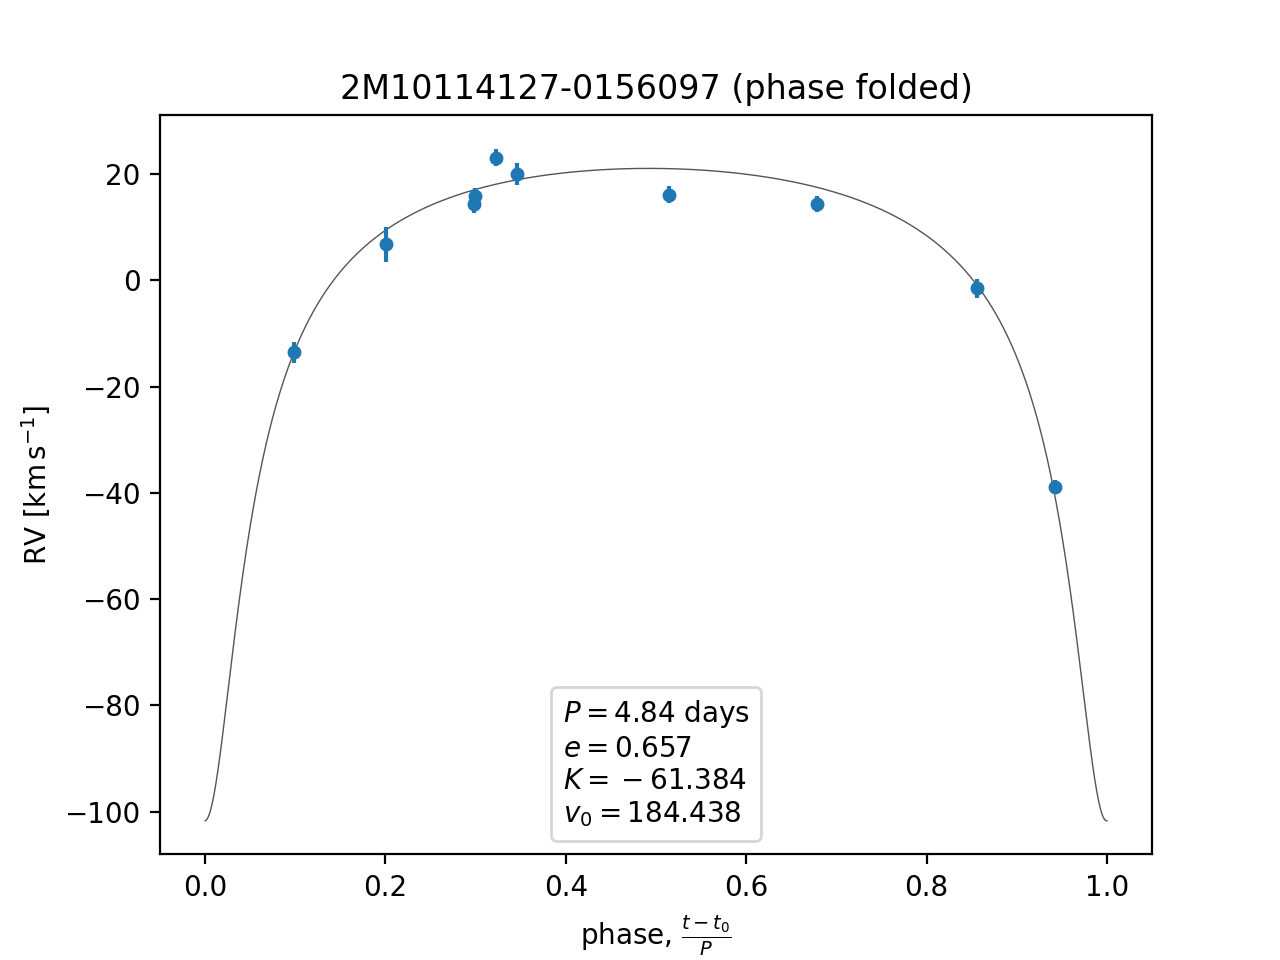 2M10114127-0156097 (phase folded)
20
0
−20
−40
−60
−80
−100
RV [km s⁻¹]
P = 4.84 days
e = 0.657
K = −61.384
v₀ = 184.438
0.0 0.2 0.4 0.6 0.8 1.0
phase, (t − t₀)/P